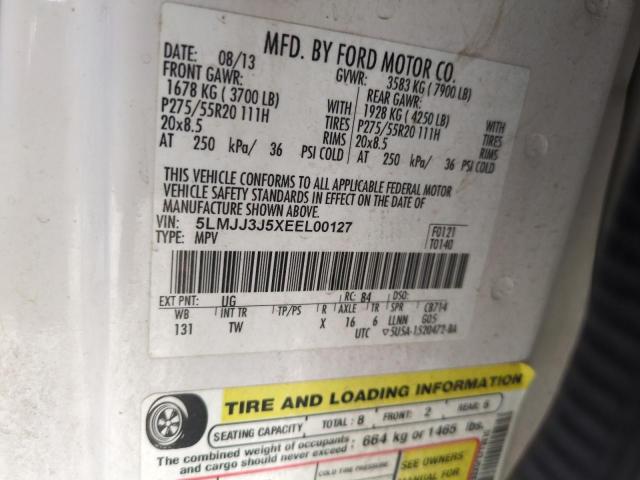 MFD. BY FORD MOTOR CO.
DATE: 08/13 GVWR: 3583 KG ( 7900 LB)
FRONT GAWR: REAR GAWR:
1678 KG ( 3700 LB) WITH 1928 KG ( 4250 LB) WITH
P275/55R20 111H TIRES P275/55R20 111H TIRES
20x8.5 RIMS 20x8.5 RIMS
AT 250 kPa/ 36 PSI COLD AT 250 kPa/ 36 PSI COLD
THIS VEHICLE CONFORMS TO ALL APPLICABLE FEDERAL MOTOR
VEHICLE SAFETY STANDARDS IN EFFECT ON THE DATE OF
MANUFACTURE SHOWN ABOVE.
VIN: 5LMJJ3J5XEEL00127 F0121
TYPE: MPV T0140
EXT PNT: UG RC: 84 DSO:
WB INT TR TP/PS R AXLE TR SPR CB714
131 TW X 16 6 LLNN G05
UTC ▽5U5A-1520472-BA
TIRE AND LOADING INFORMATION
SEATING CAPACITY TOTAL: 8 FRONT: 2 REAR: 6
The combined weight of occupants and cargo should never exceed: 664 kg or 1465 lbs.
COLD TIRE PRESSURE SEE OWNERS
MANUAL FOR